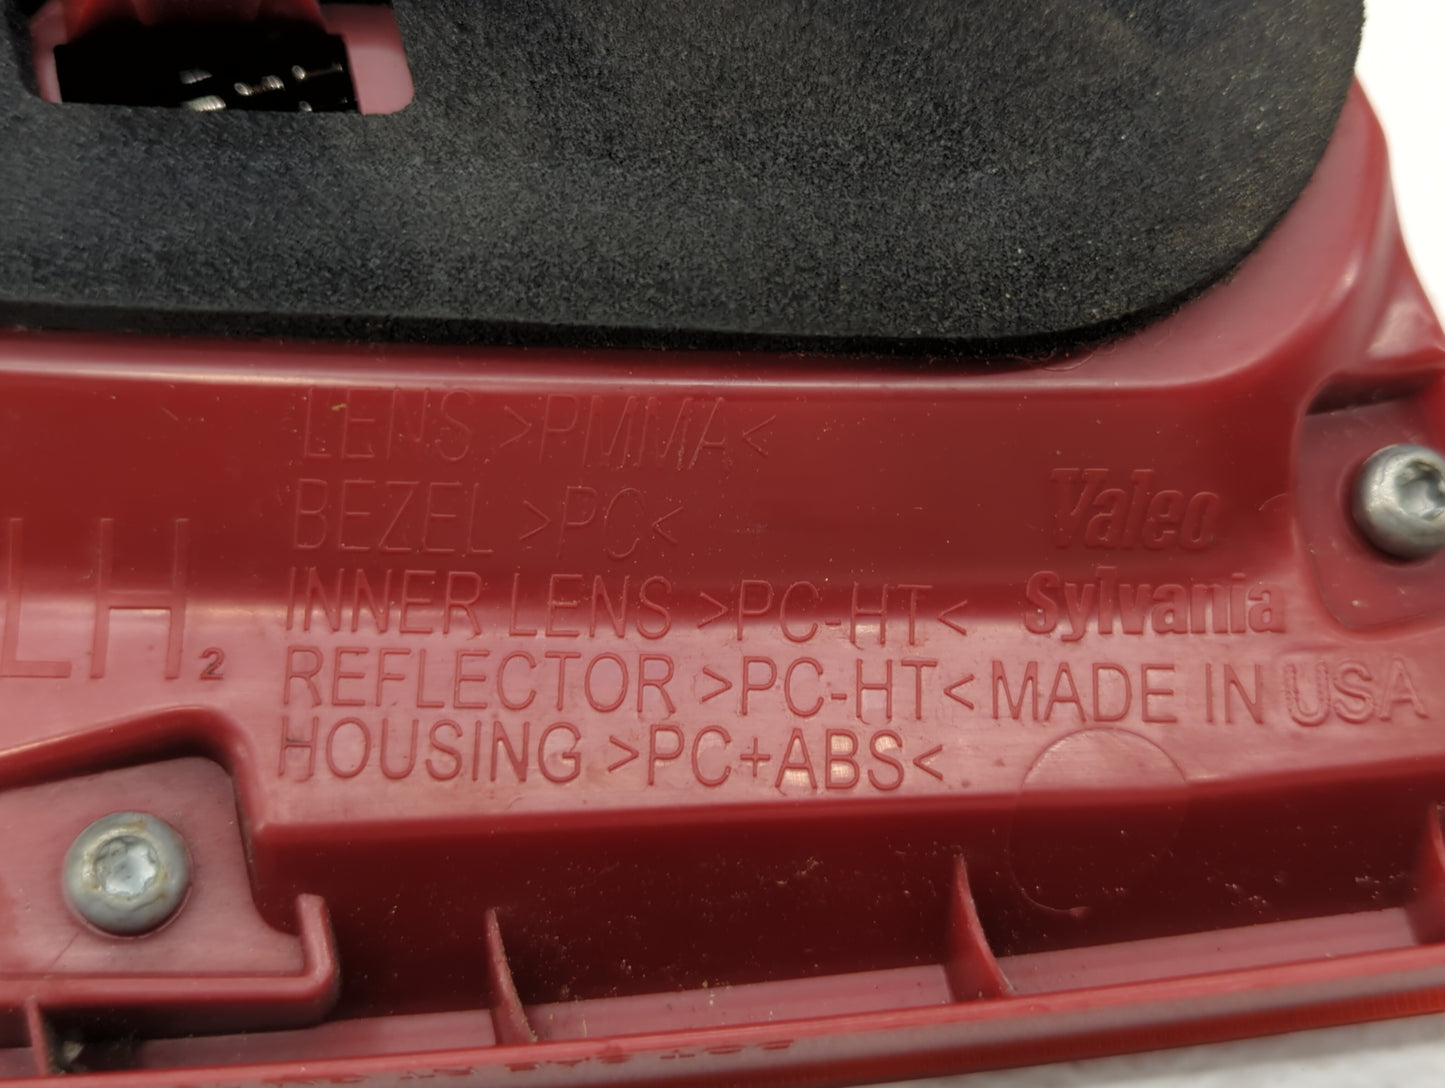 LENS >PMMA<
BEZEL >PC<
Valeo
LH2
INNER LENS >PC-HT<
Sylvania
REFLECTOR >PC-HT<
MADE IN USA
HOUSING >PC+ABS<